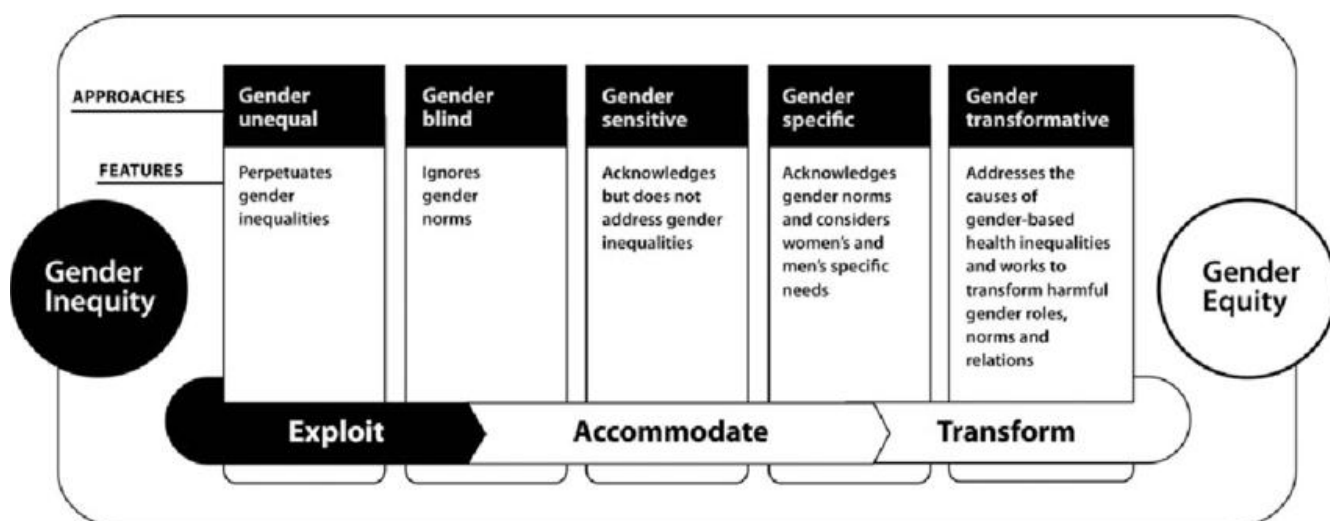 APPROACHES
Gender
unequal
Gender
blind
Gender
sensitive
Gender
specific
Gender
transformative
FEATURES
Perpetuates
gender
inequalities
Ignores
gender
norms
Acknowledges
but does not
address gender
inequalities
Acknowledges
gender norms
and considers
women's and
men's specific
needs
Addresses the
causes of
gender-based
health inequalities
and works to
transform harmful
gender roles,
norms and
relations
Gender
Inequity
Gender
Equity
Exploit
Accommodate
Transform